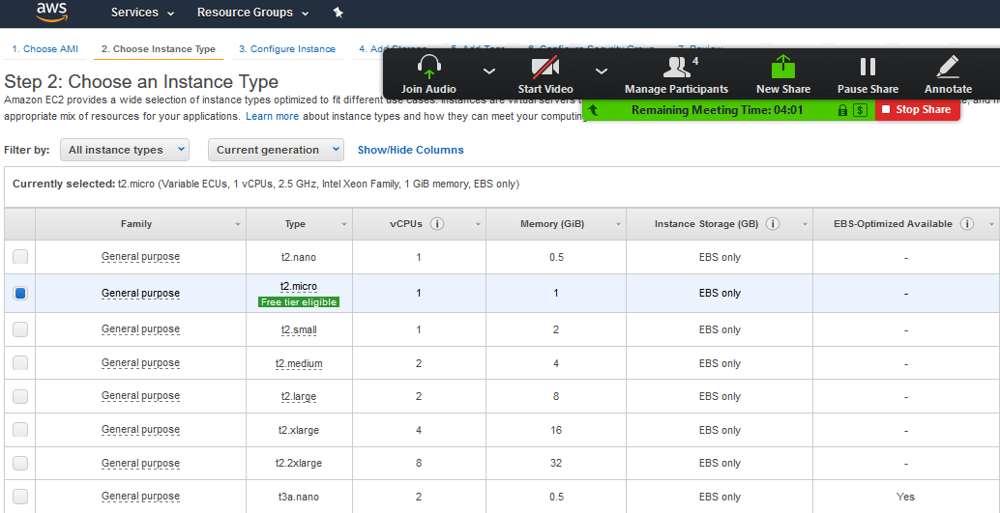 aws
Services Resource Groups
1. Choose AMI 2. Choose Instance Type 3. Configure Instance 4. Add Storage 5. Add Tags 6. Configure Security Group 7. Review
Join Audio Start Video 4 Manage Participants New Share Pause Share Annotate
Step 2: Choose an Instance Type
Amazon EC2 provides a wide selection of instance types optimized to fit different use cases. Instances are virtual servers
Remaining Meeting Time: 04:01 $ Stop Share
appropriate mix of resources for your applications. Learn more about instance types and how they can meet your computing
Filter by: All instance types Current generation Show/Hide Columns
Currently selected: t2.micro (Variable ECUs, 1 vCPUs, 2.5 GHz, Intel Xeon Family, 1 GiB memory, EBS only)
Family Type vCPUs i Memory (GiB) Instance Storage (GB) i EBS-Optimized Available i
General purpose t2.nano 1 0.5 EBS only -
General purpose t2.micro 1 1 EBS only -
Free tier eligible
General purpose t2.small 1 2 EBS only -
General purpose t2.medium 2 4 EBS only -
General purpose t2.large 2 8 EBS only -
General purpose t2.xlarge 4 16 EBS only -
General purpose t2.2xlarge 8 32 EBS only -
General purpose t3a.nano 2 0.5 EBS only Yes